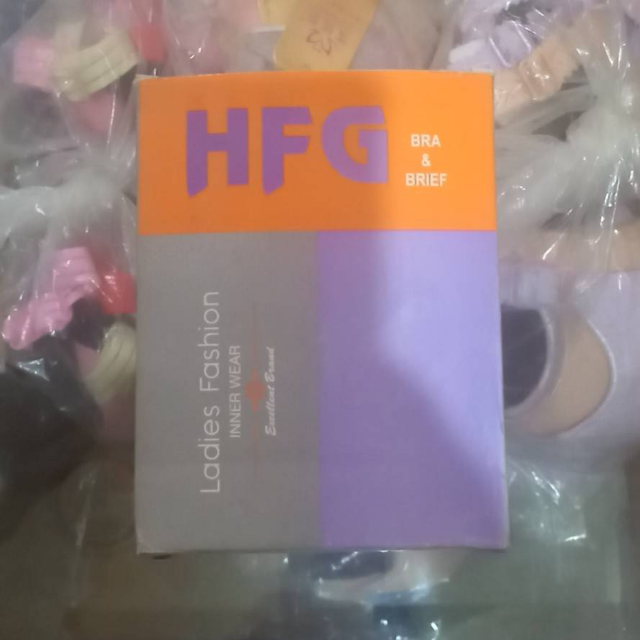 HFG
BRA
&
BRIEF
Ladies Fashion
INNER WEAR
Excellent Brand